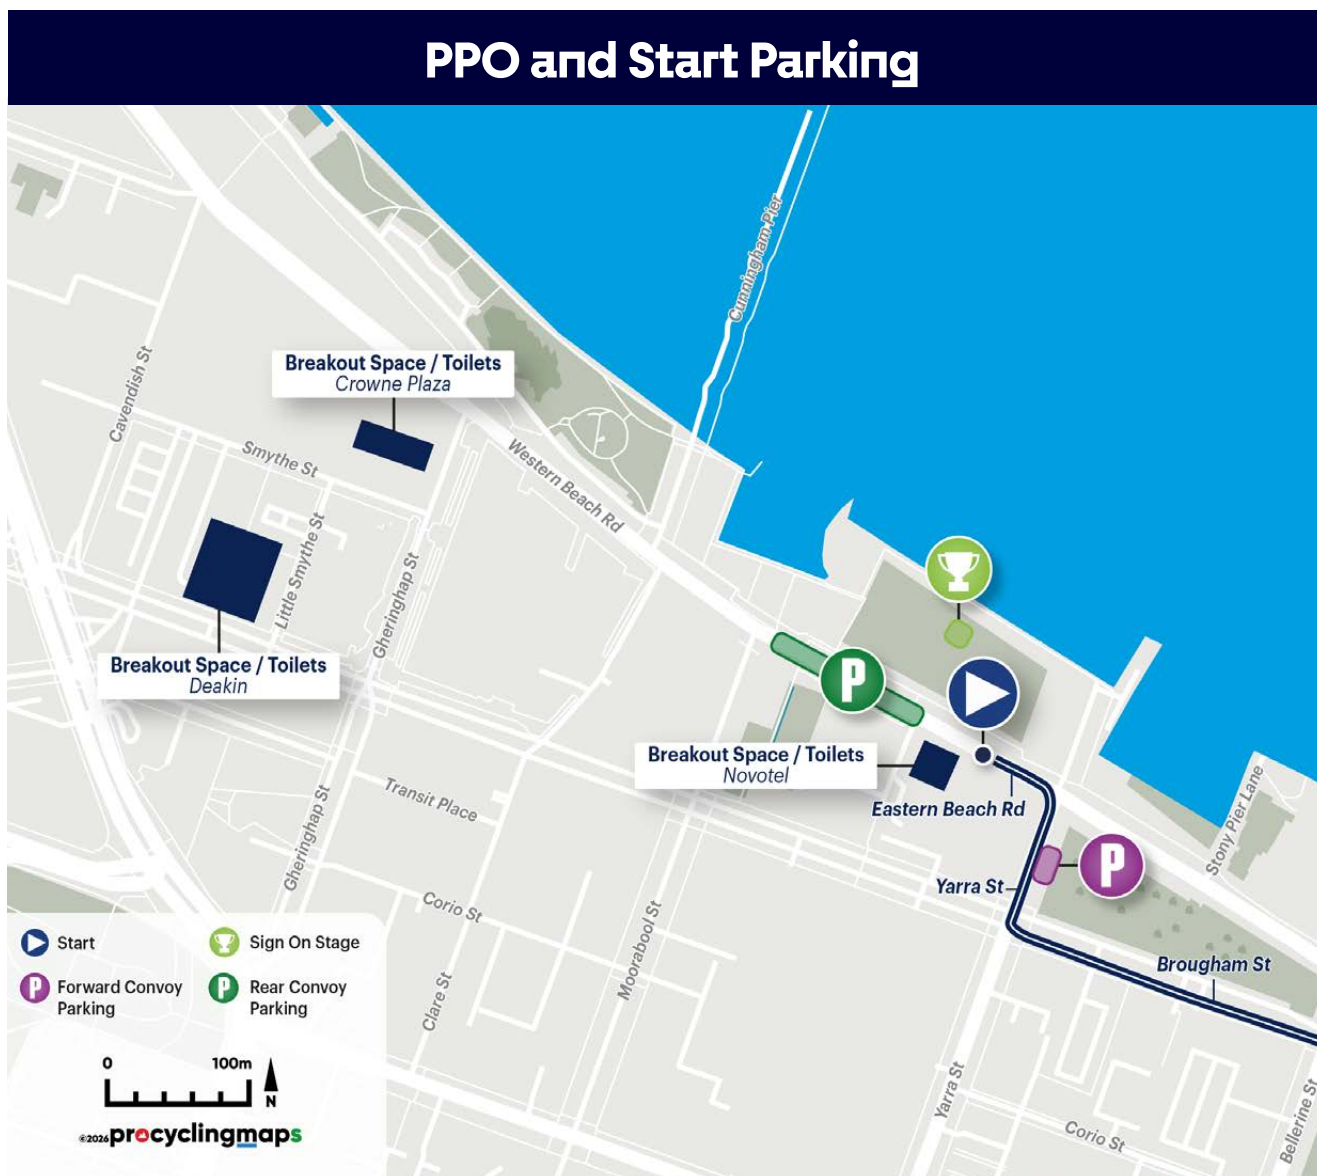 PPO and Start Parking
Cunningham Pier
Cavendish St
Breakout Space / Toilets
Crowne Plaza
Smythe St
Western Beach Rd
Little Smythe St
Gheringhap St
Breakout Space / Toilets
Deakin
P
Breakout Space / Toilets
Novotel
Eastern Beach Rd
Stony Pier Lane
Transit Place
Gheringhap St
P
Yarra St
Corio St
Moorabool St
Clare St
Brougham St
Yarra St
Corio St
Bellerine St
Start
Sign On Stage
P
Forward Convoy
Parking
P
Rear Convoy
Parking
0 100m
N
©2026 procyclingmaps